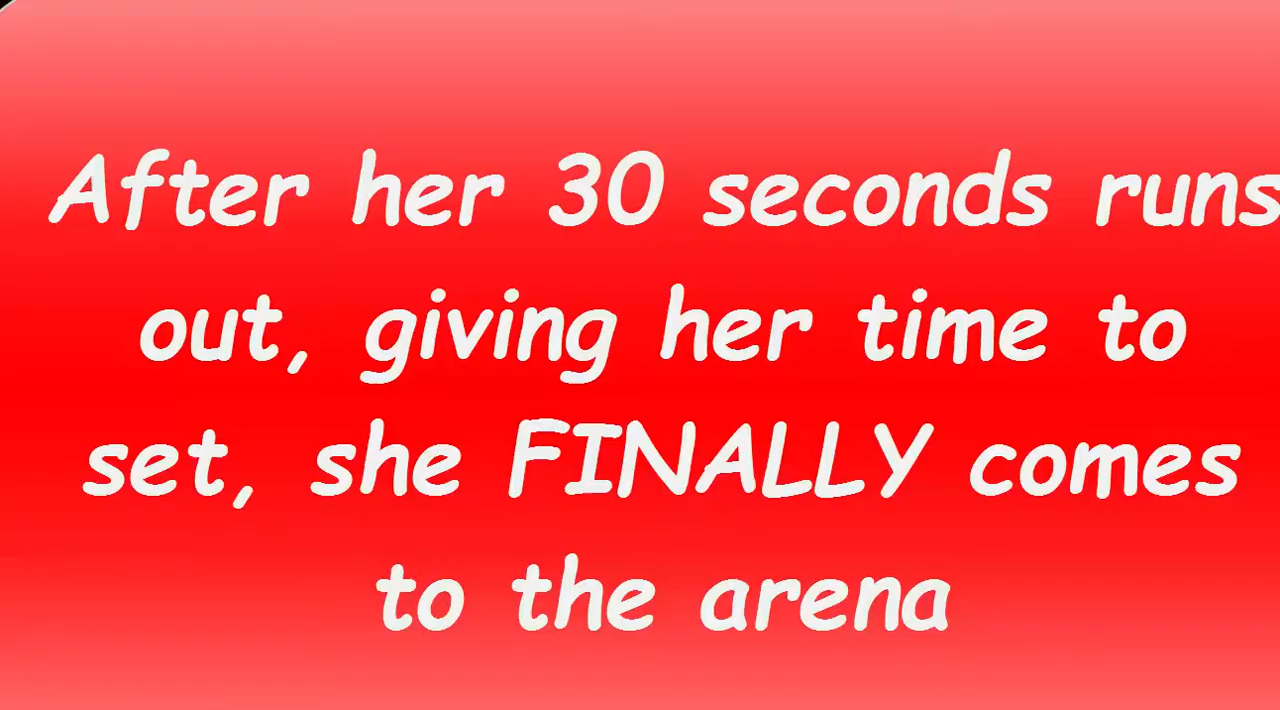 After her 30 seconds runs
out, giving her time to
set, she FINALLY comes
to the arena